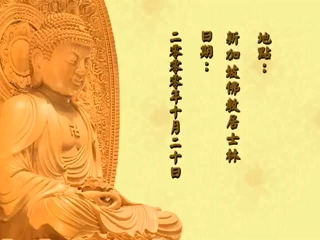 地點：
新加坡佛教居士林
日期：
二零零零年十月二十日